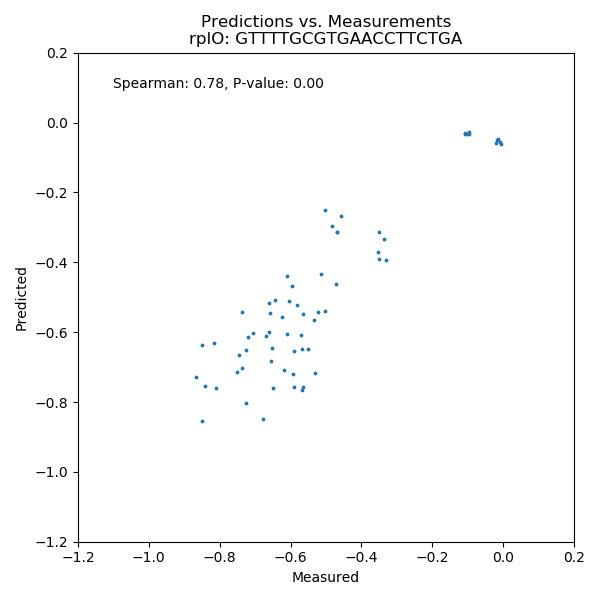 Predictions vs. Measurements
rplO: GTTTTGCGTGAACCTTCTGA
Spearman: 0.78, P-value: 0.00
0.2
0.0
−0.2
−0.4
−0.6
−0.8
−1.0
−1.2
Predicted
−1.2 −1.0 −0.8 −0.6 −0.4 −0.2 0.0 0.2
Measured